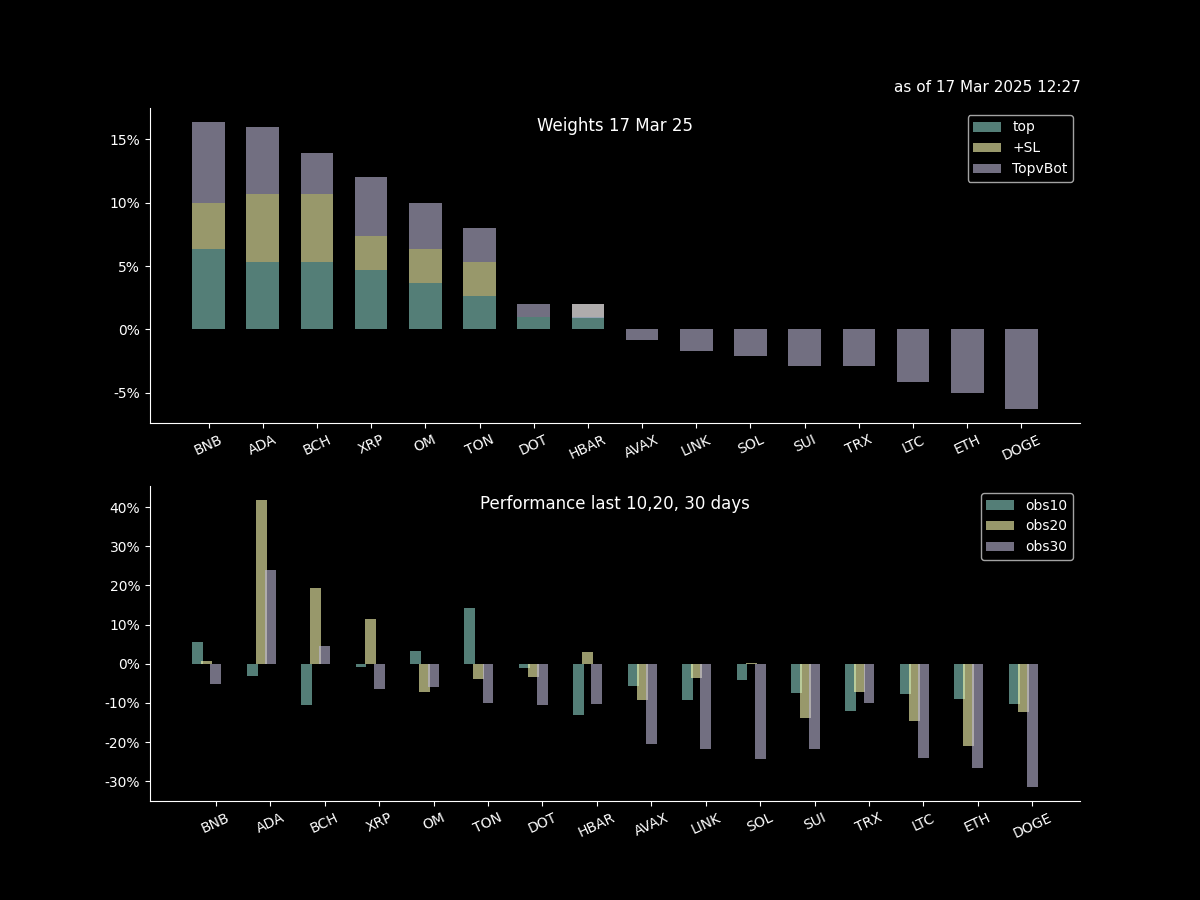 as of 17 Mar 2025 12:27
Weights 17 Mar 25
top
+SL
TopvBot
15%
10%
5%
0%
-5%
BNB ADA BCH XRP OM TON DOT HBAR AVAX LINK SOL SUI TRX LTC ETH DOGE
Performance last 10,20, 30 days
obs10
obs20
obs30
40%
30%
20%
10%
0%
-10%
-20%
-30%
BNB ADA BCH XRP OM TON DOT HBAR AVAX LINK SOL SUI TRX LTC ETH DOGE